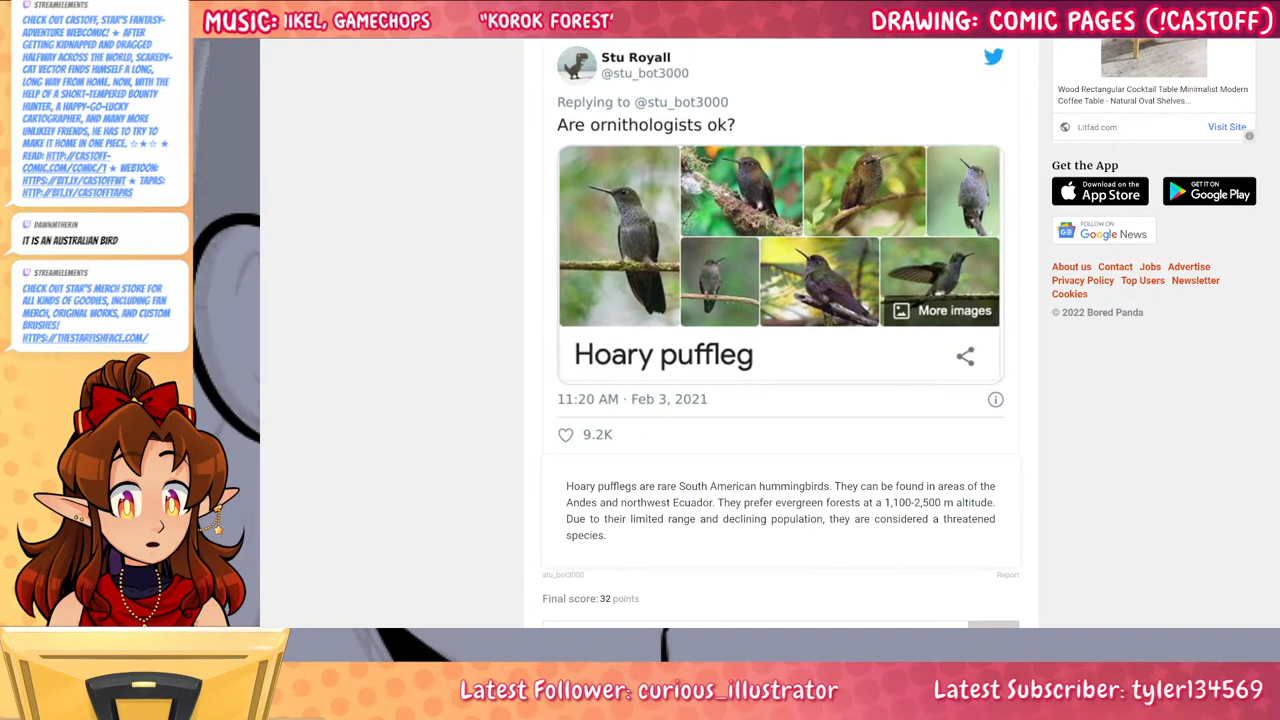 MUSIC: IIKEL, GAMECHOPS "KOROK FOREST"
DRAWING: COMIC PAGES (!CASTOFF)
STREAMELEMENTS
CHECK OUT CASTOFF, STAR'S FANTASY-
ADVENTURE WEBCOMIC! ★ AFTER
GETTING KIDNAPPED AND DRAGGED
HALFWAY ACROSS THE WORLD, SCAREDY-
CAT VECTOR FINDS HIMSELF A LONG,
LONG WAY FROM HOME. NOW, WITH THE
HELP OF A SHORT-TEMPERED BOUNTY
HUNTER, A HAPPY-GO-LUCKY
CARTOGRAPHER, AND MANY MORE
UNLIKELY FRIENDS, HE HAS TO TRY TO
MAKE IT HOME IN ONE PIECE. ☆★☆ ★
READ: HTTP://CASTOFF-
COMIC.COM/COMIC/1 ★ WEBTOON:
HTTPS://BIT.LY/CASTOFFWT ★ TAPAS:
HTTP://BIT.LY/CASTOFFTAPAS
DAWNMTHERIN
IT IS AN AUSTRALIAN BIRD
STREAMELEMENTS
CHECK OUT STAR'S MERCH STORE FOR
ALL KINDS OF GOODIES, INCLUDING FAN
MERCH, ORIGINAL WORKS, AND CUSTOM
BRUSHES!
HTTPS://THESTARFISHFACE.COM/
Stu Royall
@stu_bot3000
Replying to @stu_bot3000
Are ornithologists ok?
More images
Hoary puffleg
11:20 AM · Feb 3, 2021
9.2K
Hoary pufflegs are rare South American hummingbirds. They can be found in areas of the
Andes and northwest Ecuador. They prefer evergreen forests at a 1,100-2,500 m altitude.
Due to their limited range and declining population, they are considered a threatened
species.
stu_bot3000
Report
Final score: 32 points
Wood Rectangular Cocktail Table Minimalist Modern
Coffee Table - Natural Oval Shelves...
Litfad.com
Visit Site
Get the App
Download on the
App Store
GET IT ON
Google Play
FOLLOW ON
Google News
About us Contact Jobs Advertise
Privacy Policy Top Users Newsletter
Cookies
© 2022 Bored Panda
Latest Follower: curious_illustrator
Latest Subscriber: tyler134569